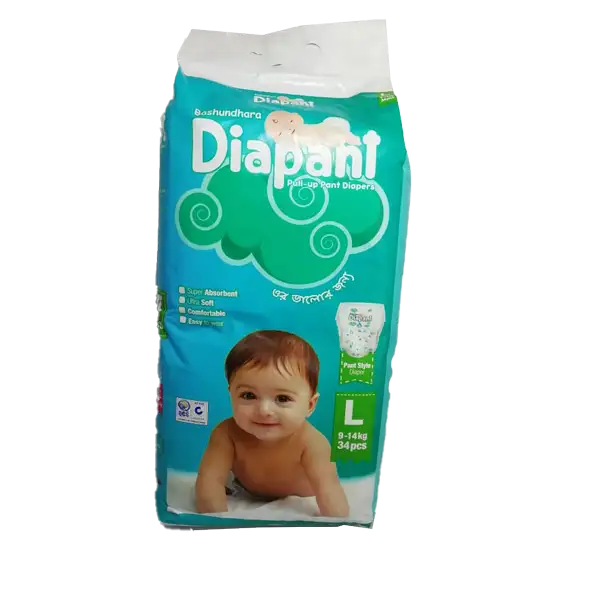 Diapant
Bashundhara
Diapant
Pull-up Pant Diapers
ওর ভালোর জন্য
Super Absorbent
Ultra Soft
Comfortable
Easy to wear
Diapant
Pant Style
Diaper
L
9-14kg
34pcs